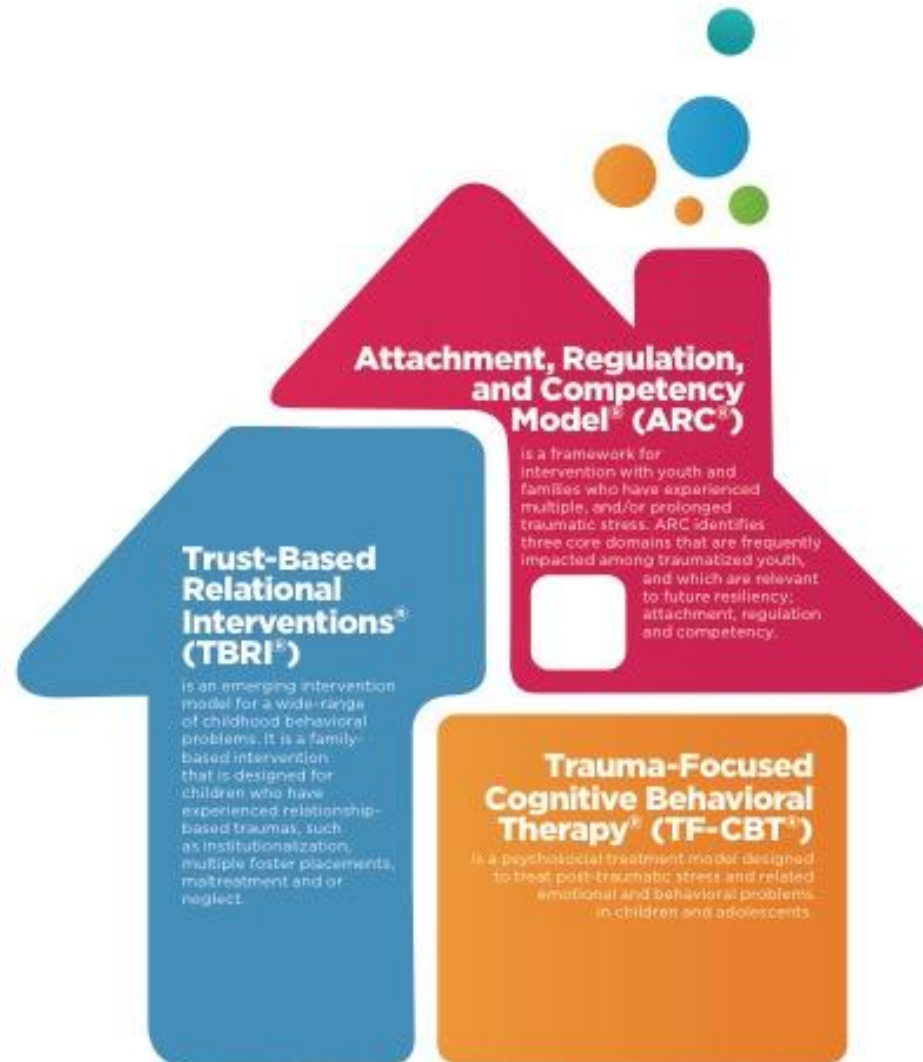 Attachment, Regulation,
and Competency
Model® (ARC®)
is a framework for
intervention with youth and
families who have experienced
multiple, and/or prolonged
traumatic stress. ARC identifies
three core domains that are frequently
impacted among traumatized youth,
and which are relevant
to future resiliency;
attachment, regulation
and competency.
Trust-Based
Relational
Interventions®
(TBRI®)
is an emerging intervention
model for a wide-range
of childhood behavioral
problems. It is a family-
based intervention
that is designed for
children who have
experienced relationship-
based traumas, such
as institutionalization,
multiple foster placements,
maltreatment and or
neglect.
Trauma-Focused
Cognitive Behavioral
Therapy® (TF-CBT®)
is a psychosocial treatment model designed
to treat post-traumatic stress and related
emotional and behavioral problems
in children and adolescents.